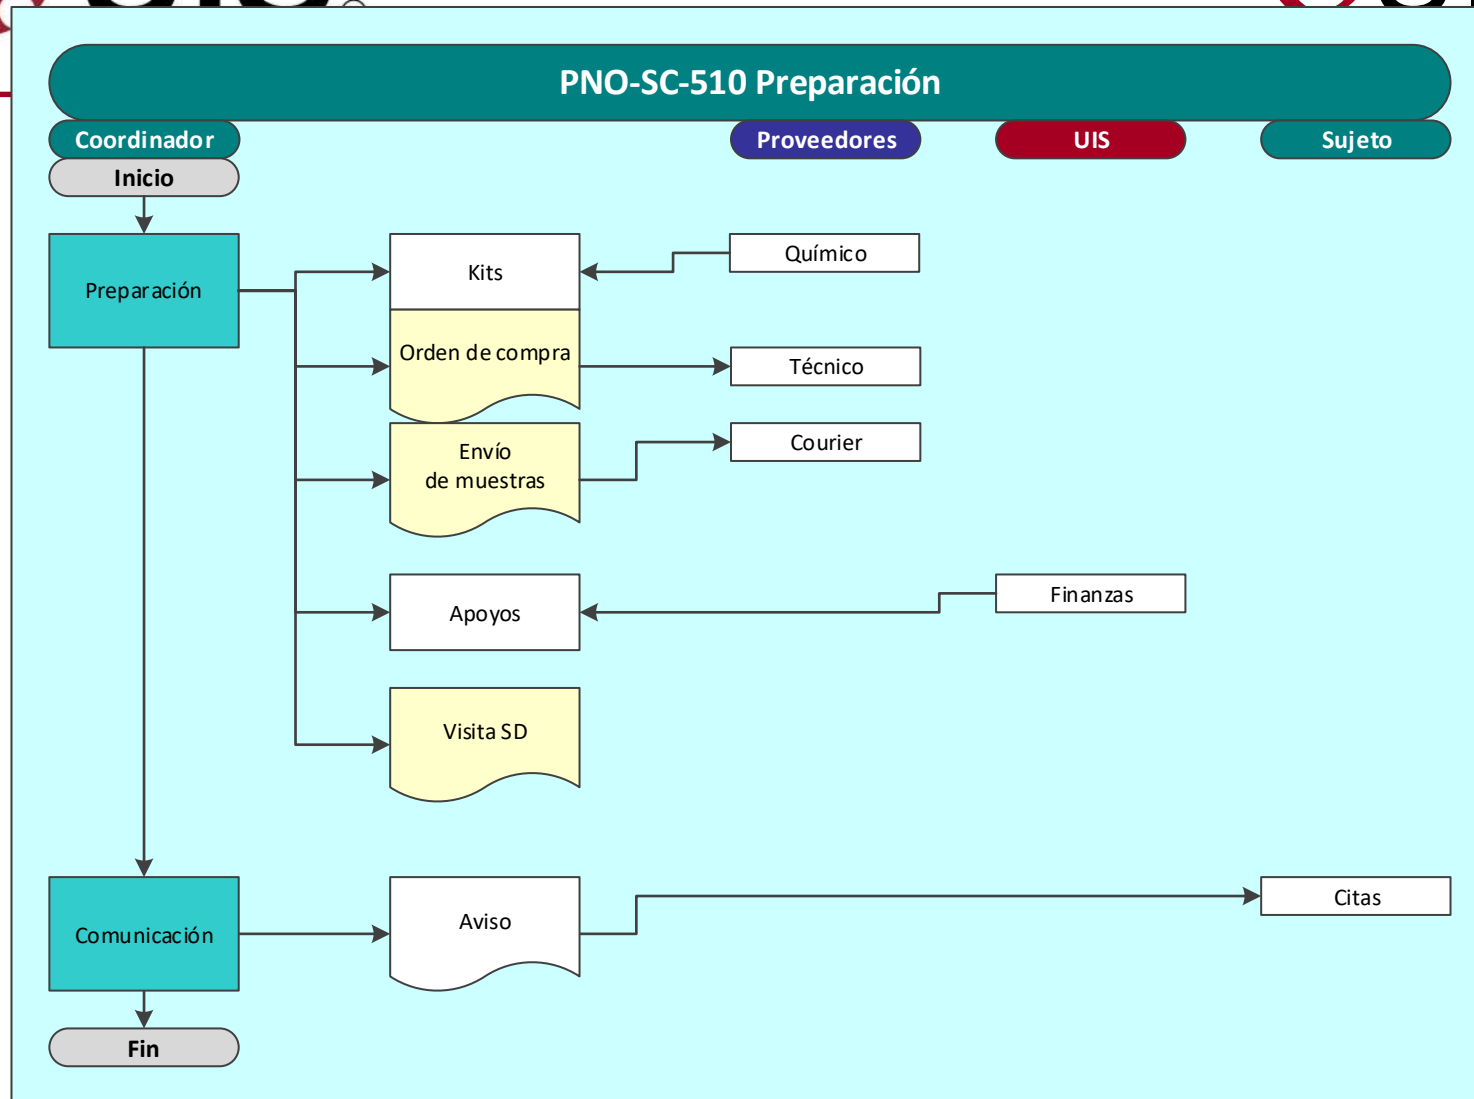 PNO-SC-510 Preparación
Coordinador
Proveedores
UIS
Sujeto
Inicio
Preparación
Kits
Químico
Orden de compra
Técnico
Envío
de muestras
Courier
Apoyos
Finanzas
Visita SD
Comunicación
Aviso
Citas
Fin